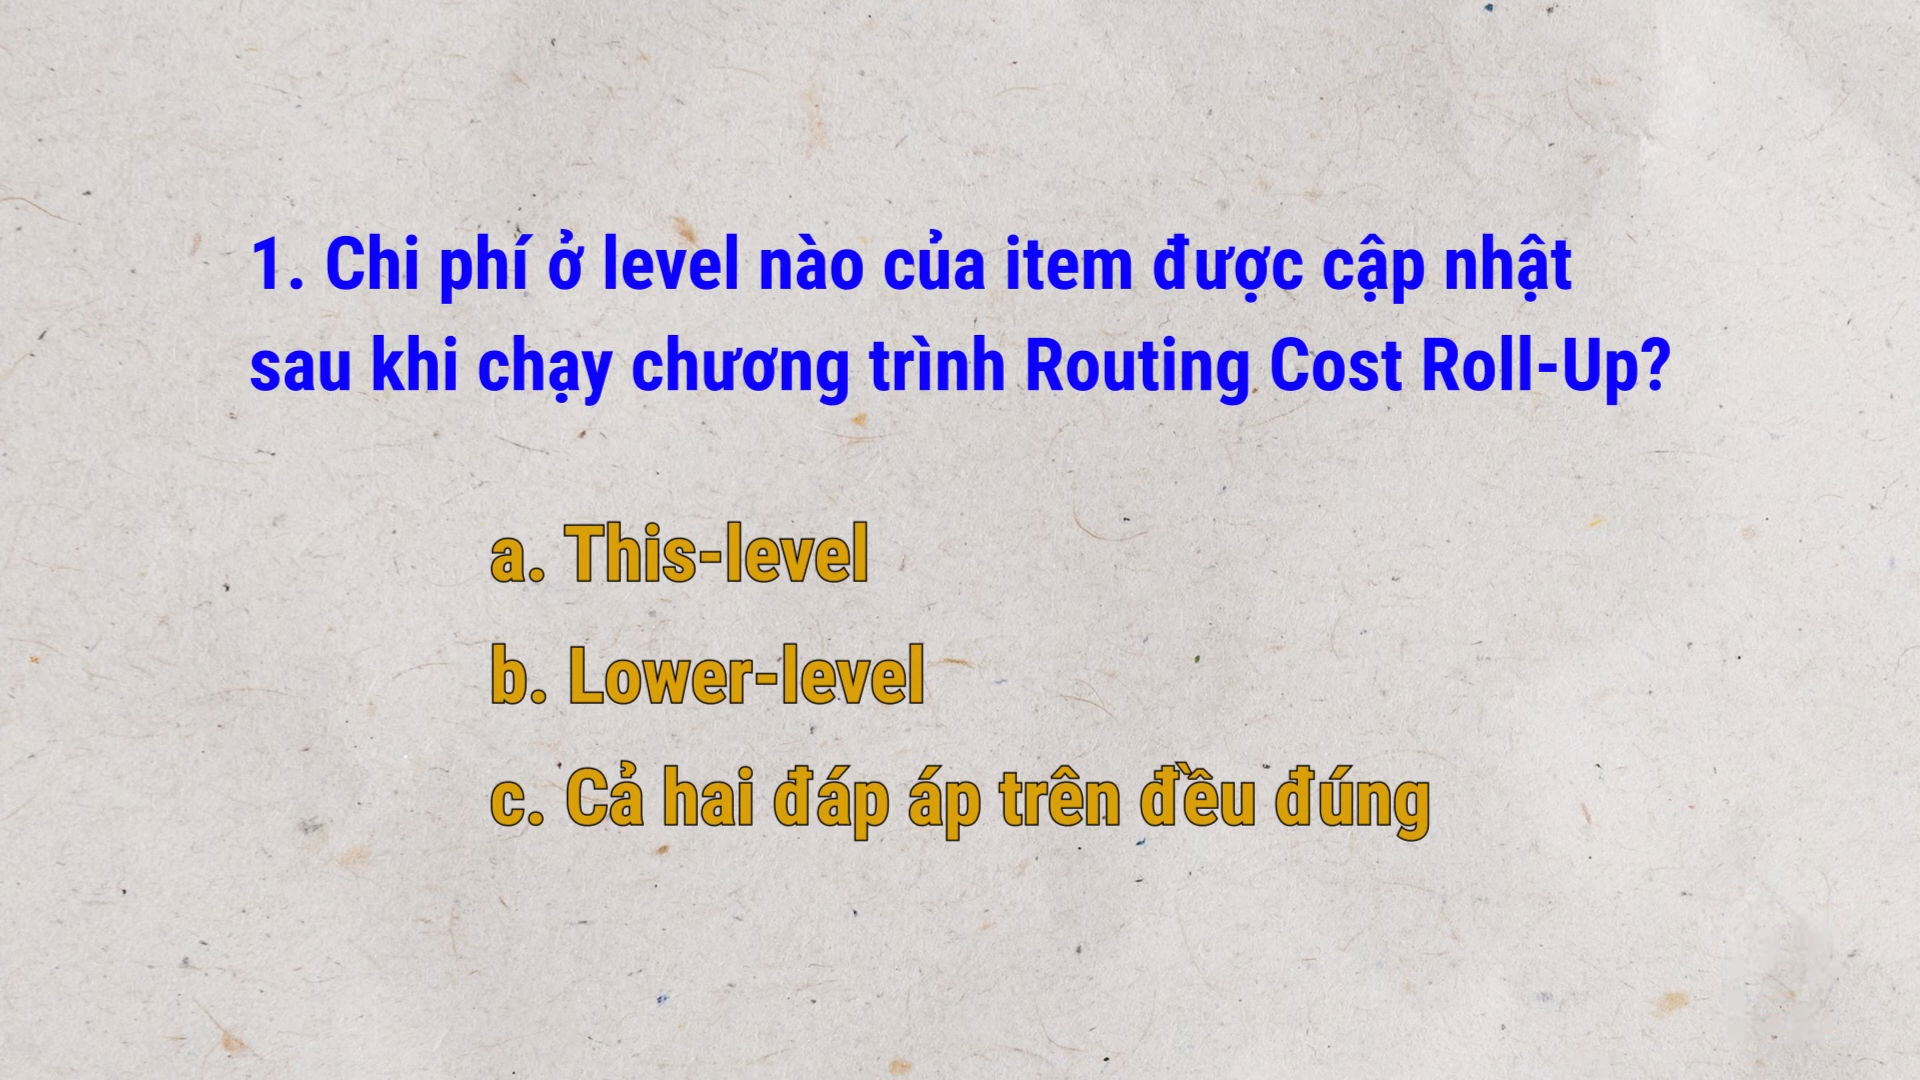 1. Chi phí ở level nào của item được cập nhật
sau khi chạy chương trình Routing Cost Roll-Up?
a. This-level
b. Lower-level
c. Cả hai đáp áp trên đều đúng